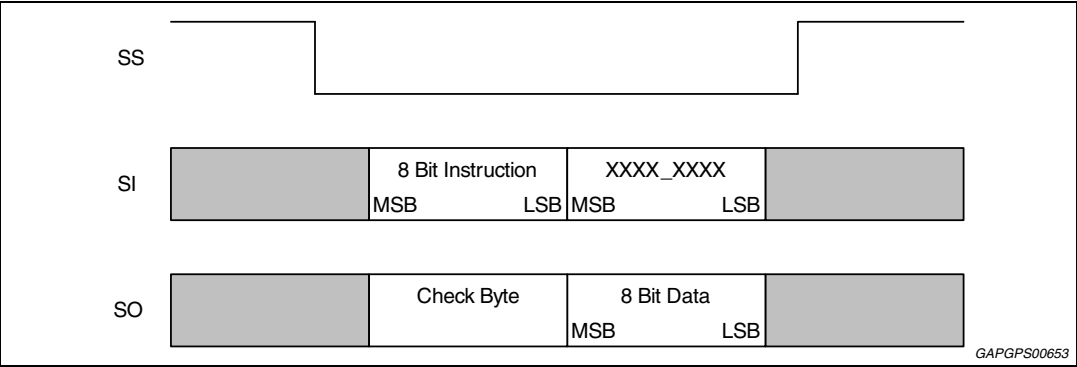 SS
SI
8 Bit Instruction XXXX_XXXX
MSB LSB MSB LSB
SO
Check Byte 8 Bit Data
MSB LSB
GAPGPS00653